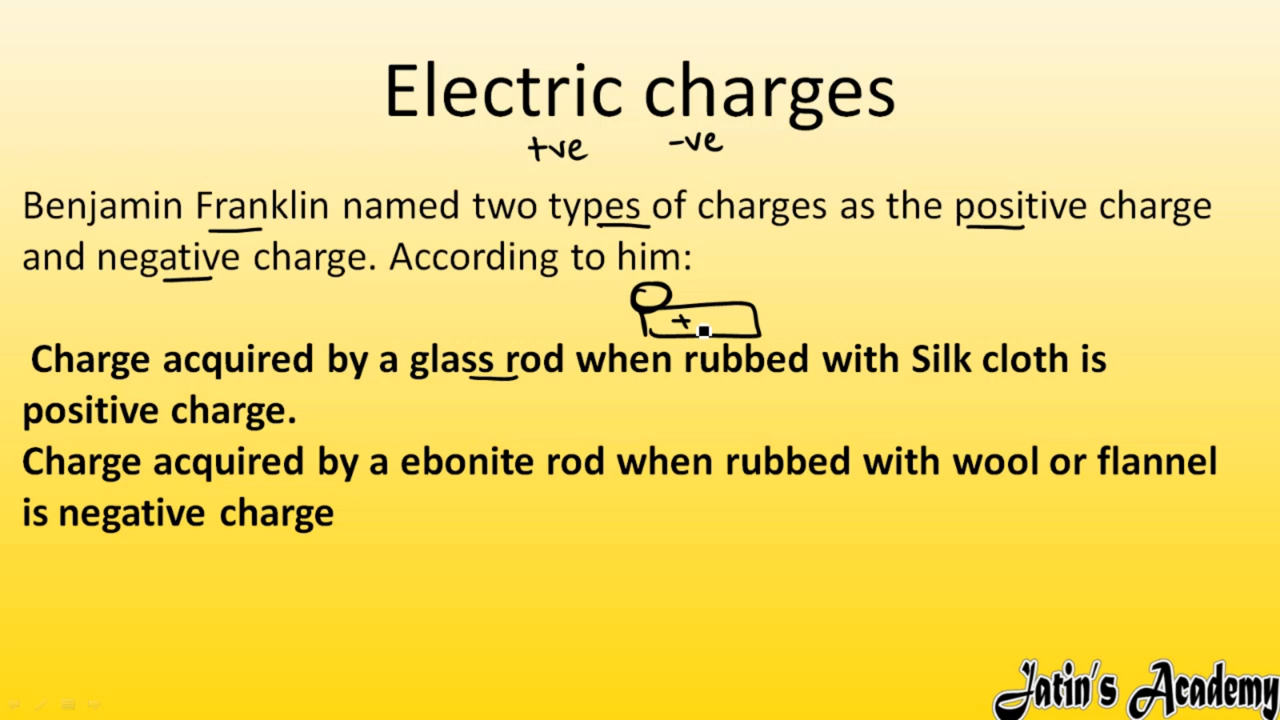 Electric charges
+ve -ve
Benjamin Franklin named two types of charges as the positive charge
and negative charge. According to him:
+
Charge acquired by a glass rod when rubbed with Silk cloth is
positive charge.
Charge acquired by a ebonite rod when rubbed with wool or flannel
is negative charge
Jatin's Academy